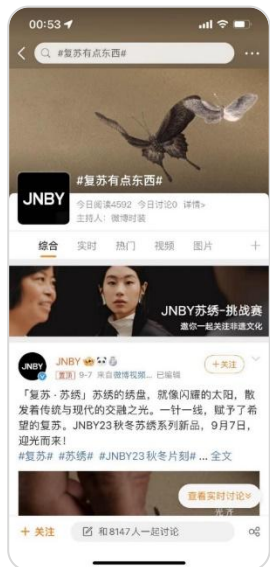 00:53
#复苏有点东西#
JNBY
#复苏有点东西#
今日阅读4592 今日讨论0 详情>
主持人:微博时装
综合 实时 热门 视频 图片 +
JNBY苏绣-挑战赛
邀你一起关注非遗文化
JNBY
JNBY
+关注
置顶 9-7 来自微博视频... 已编辑
「复苏 · 苏绣」苏绣的绣盘,就像闪耀的太阳,散
发着传统与现代的交融之光。一针一线,赋予了希
望的复苏。JNBY23秋冬苏绣系列新品,9月7日,
迎光而来!
#复苏# #苏绣# #JNBY23秋冬片刻# ... 全文
查看实时讨论
+ 关注 和8147人一起讨论